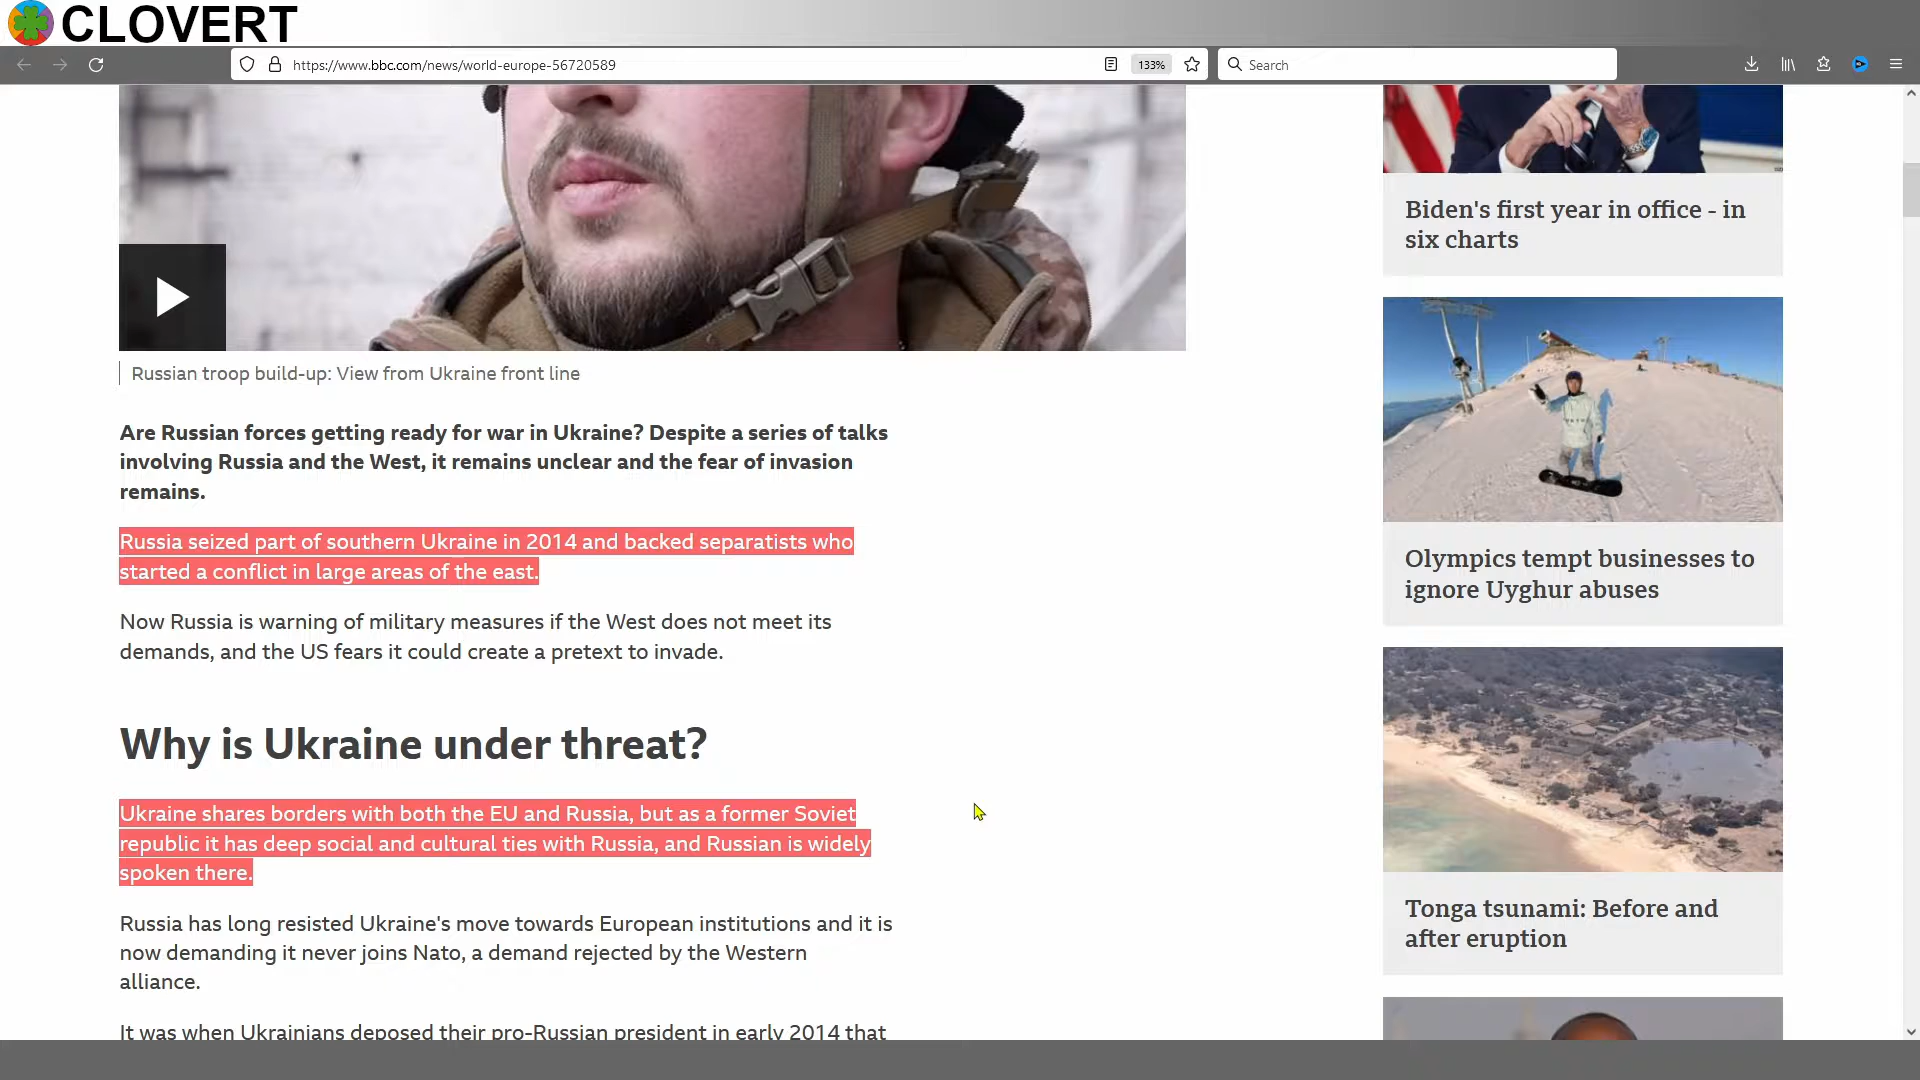 CLOVERT
https://www.bbc.com/news/world-europe-56720589
133%
Search
Russian troop build-up: View from Ukraine front line
Are Russian forces getting ready for war in Ukraine? Despite a series of talks
involving Russia and the West, it remains unclear and the fear of invasion
remains.
Russia seized part of southern Ukraine in 2014 and backed separatists who
started a conflict in large areas of the east.
Now Russia is warning of military measures if the West does not meet its
demands, and the US fears it could create a pretext to invade.
Why is Ukraine under threat?
Ukraine shares borders with both the EU and Russia, but as a former Soviet
republic it has deep social and cultural ties with Russia, and Russian is widely
spoken there.
Russia has long resisted Ukraine's move towards European institutions and it is
now demanding it never joins Nato, a demand rejected by the Western
alliance.
It was when Ukrainians deposed their pro-Russian president in early 2014 that
Biden's first year in office - in
six charts
Olympics tempt businesses to
ignore Uyghur abuses
Tonga tsunami: Before and
after eruption